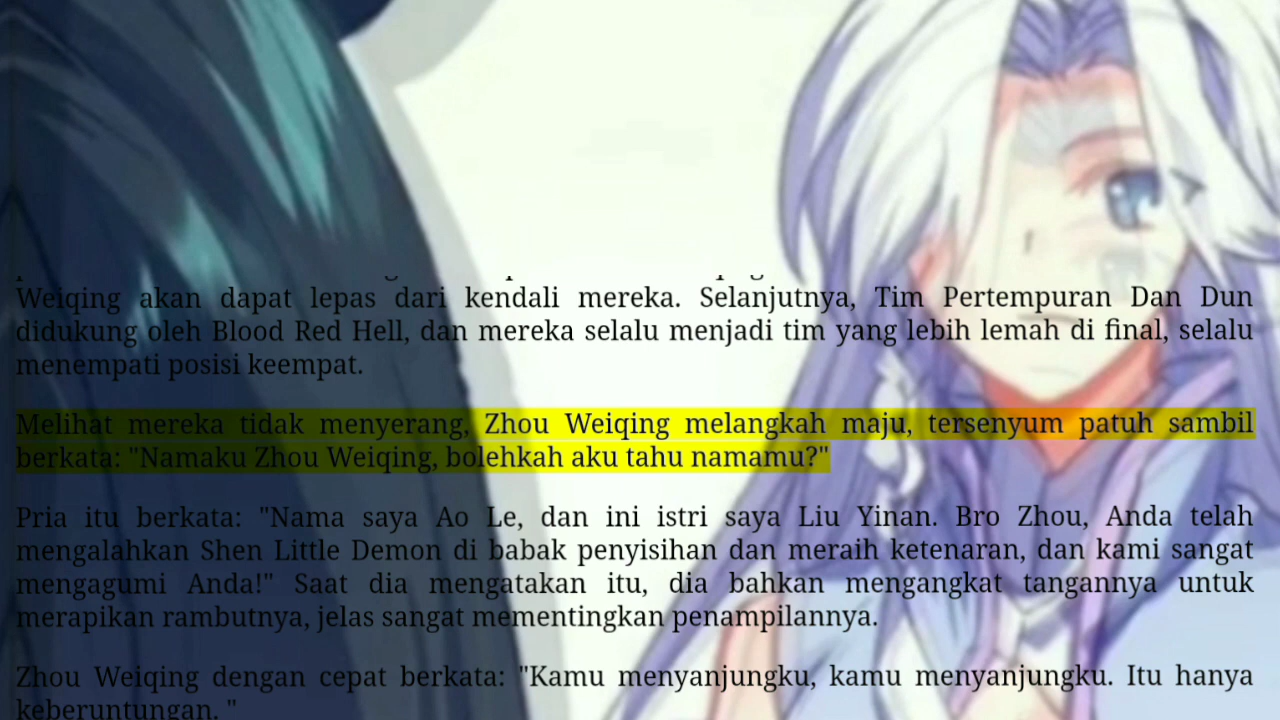 Weiqing akan dapat lepas dari kendali mereka. Selanjutnya, Tim Pertempuran Dan Dun
didukung oleh Blood Red Hell, dan mereka selalu menjadi tim yang lebih lemah di final, selalu
menempati posisi keempat.
Melihat mereka tidak menyerang, Zhou Weiqing melangkah maju, tersenyum patuh sambil
berkata: "Namaku Zhou Weiqing, bolehkah aku tahu namamu?"
Pria itu berkata: "Nama saya Ao Le, dan ini istri saya Liu Yinan. Bro Zhou, Anda telah
mengalahkan Shen Little Demon di babak penyisihan dan meraih ketenaran, dan kami sangat
mengagumi Anda!" Saat dia mengatakan itu, dia bahkan mengangkat tangannya untuk
merapikan rambutnya, jelas sangat mementingkan penampilannya.
Zhou Weiqing dengan cepat berkata: "Kamu menyanjungku, kamu menyanjungku. Itu hanya
keberuntungan. "